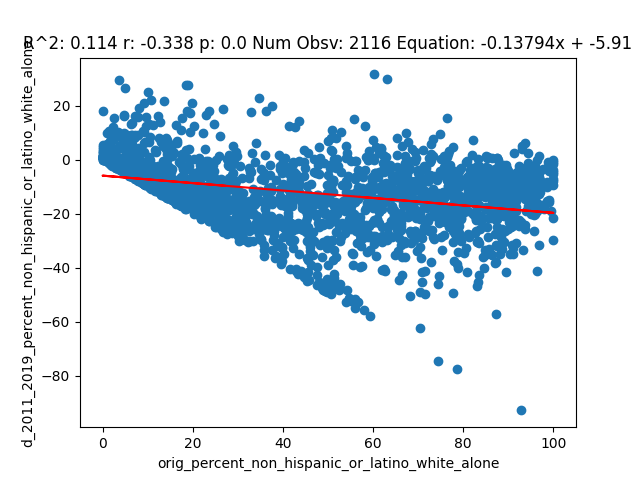 R^2: 0.114 r: -0.338 p: 0.0 Num Obsv: 2116 Equation: -0.13794x + -5.91
d_2011_2019_percent_non_hispanic_or_latino_white_alone
20
0
−20
−40
−60
−80
0 20 40 60 80 100
orig_percent_non_hispanic_or_latino_white_alone